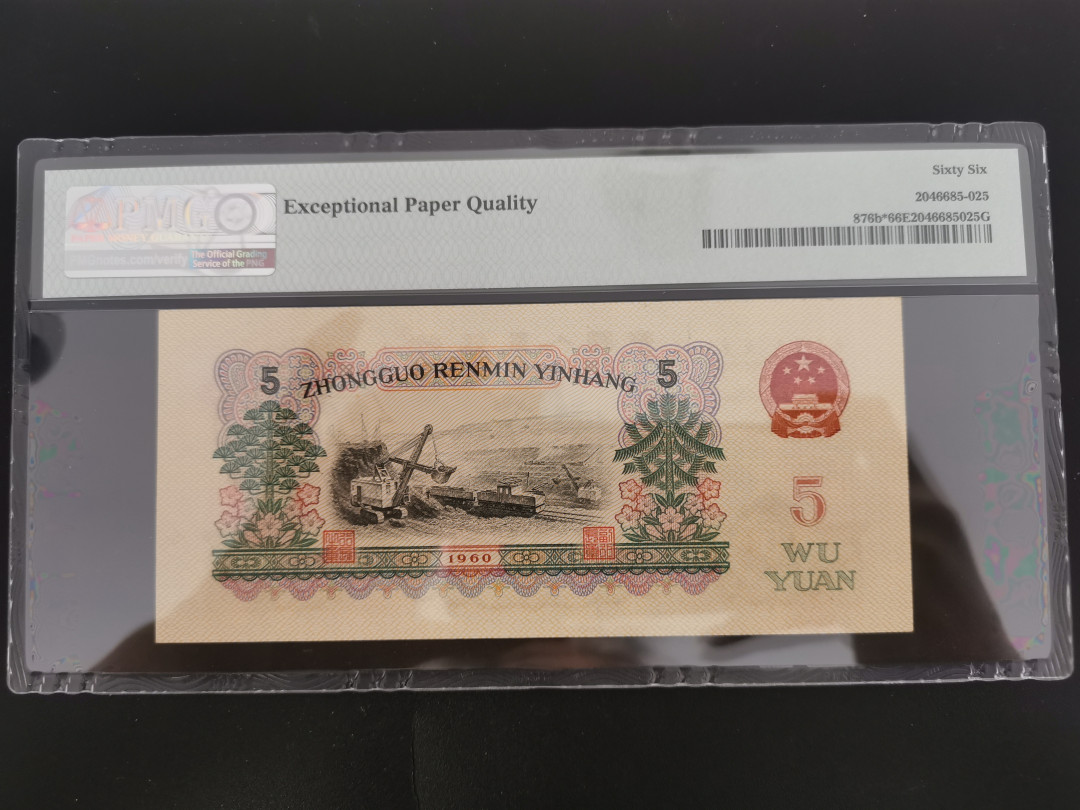 Sixty Six
PMG
Exceptional Paper Quality
2046685-025
876b*66E2046685025G
The Official Grading
Service of the PNG
5 ZHONGGUO RENMIN YINHANG 5
1960
5
WU
YUAN